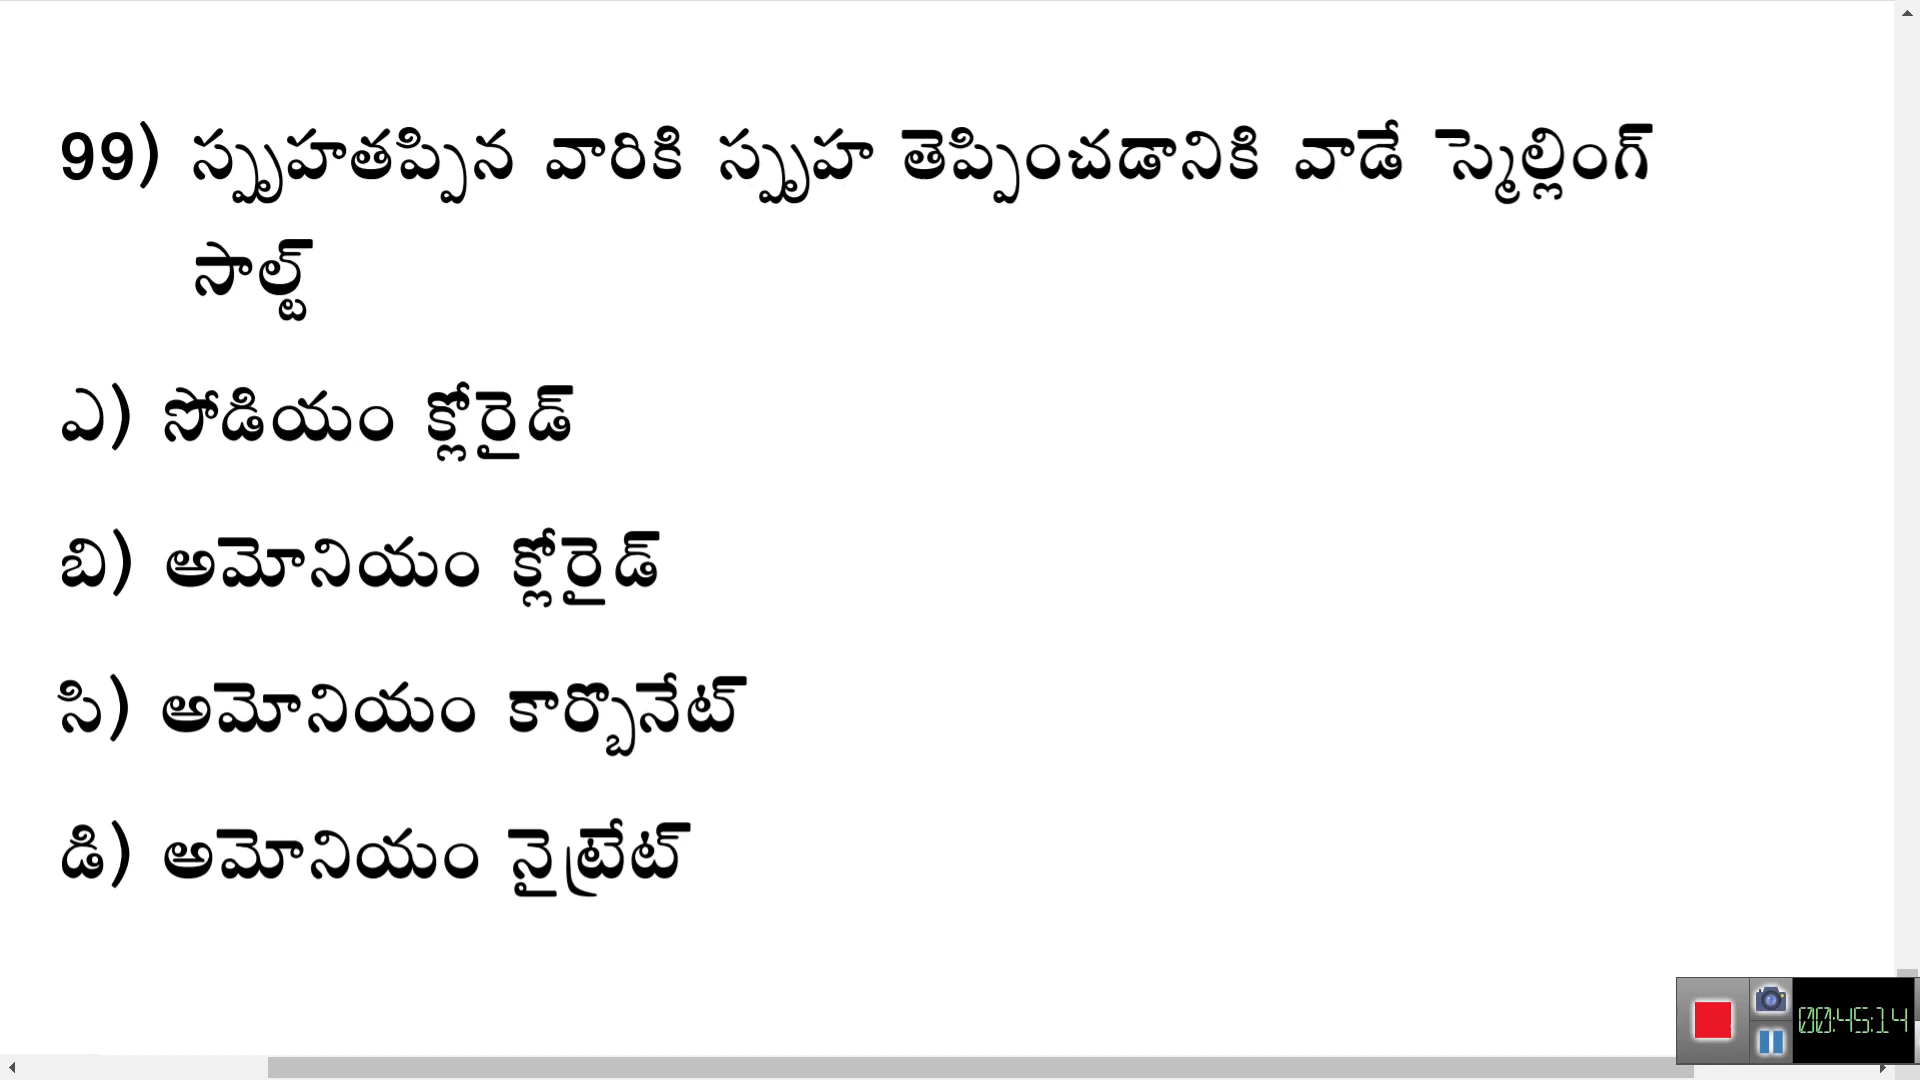 99) స్పృహతప్పిన వారికి స్పృహ తెప్పించడానికి వాడే స్మెల్లింగ్
సాల్ట్
ఎ) సోడియం క్లోరైడ్
బి) అమోనియం క్లోరైడ్
సి) అమోనియం కార్బొనేట్
డి) అమోనియం నైట్రేట్
00:45:14